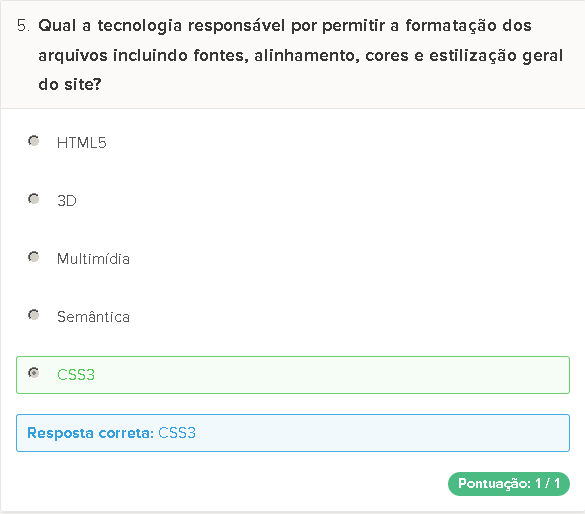 5. Qual a tecnologia responsável por permitir a formatação dos
arquivos incluindo fontes, alinhamento, cores e estilização geral
do site?
HTML5
3D
Multimídia
Semântica
CSS3
Resposta correta: CSS3
Pontuação: 1 / 1